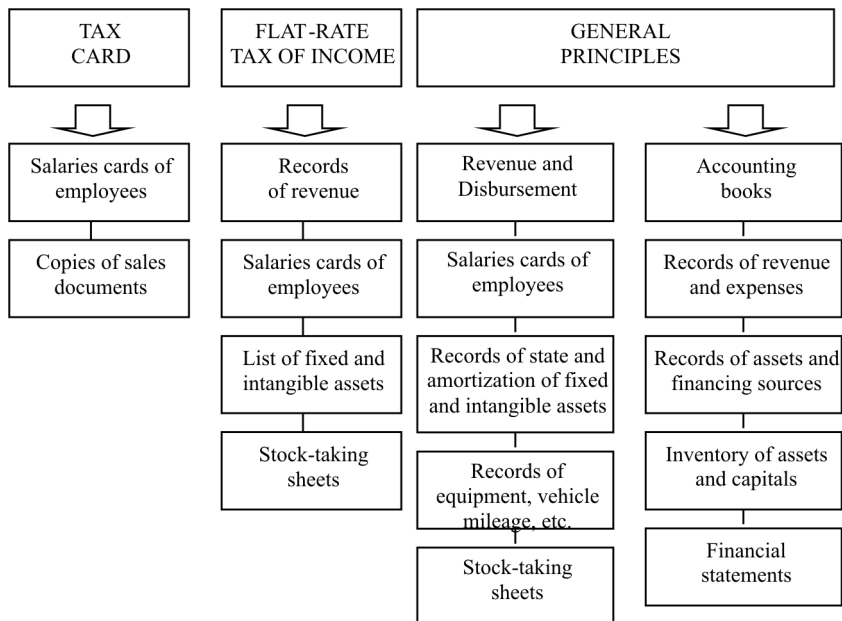 TAX
CARD
FLAT-RATE
TAX OF INCOME
GENERAL
PRINCIPLES
Salaries cards of
employees
Copies of sales
documents
Records
of revenue
Salaries cards of
employees
List of fixed and
intangible assets
Stock-taking
sheets
Revenue and
Disbursement
Salaries cards of
employees
Records of state and
amortization of fixed
and intangible assets
Records of
equipment, vehicle
mileage, etc.
Stock-taking
sheets
Accounting
books
Records of revenue
and expenses
Records of assets and
financing sources
Inventory of assets
and capitals
Financial
statements